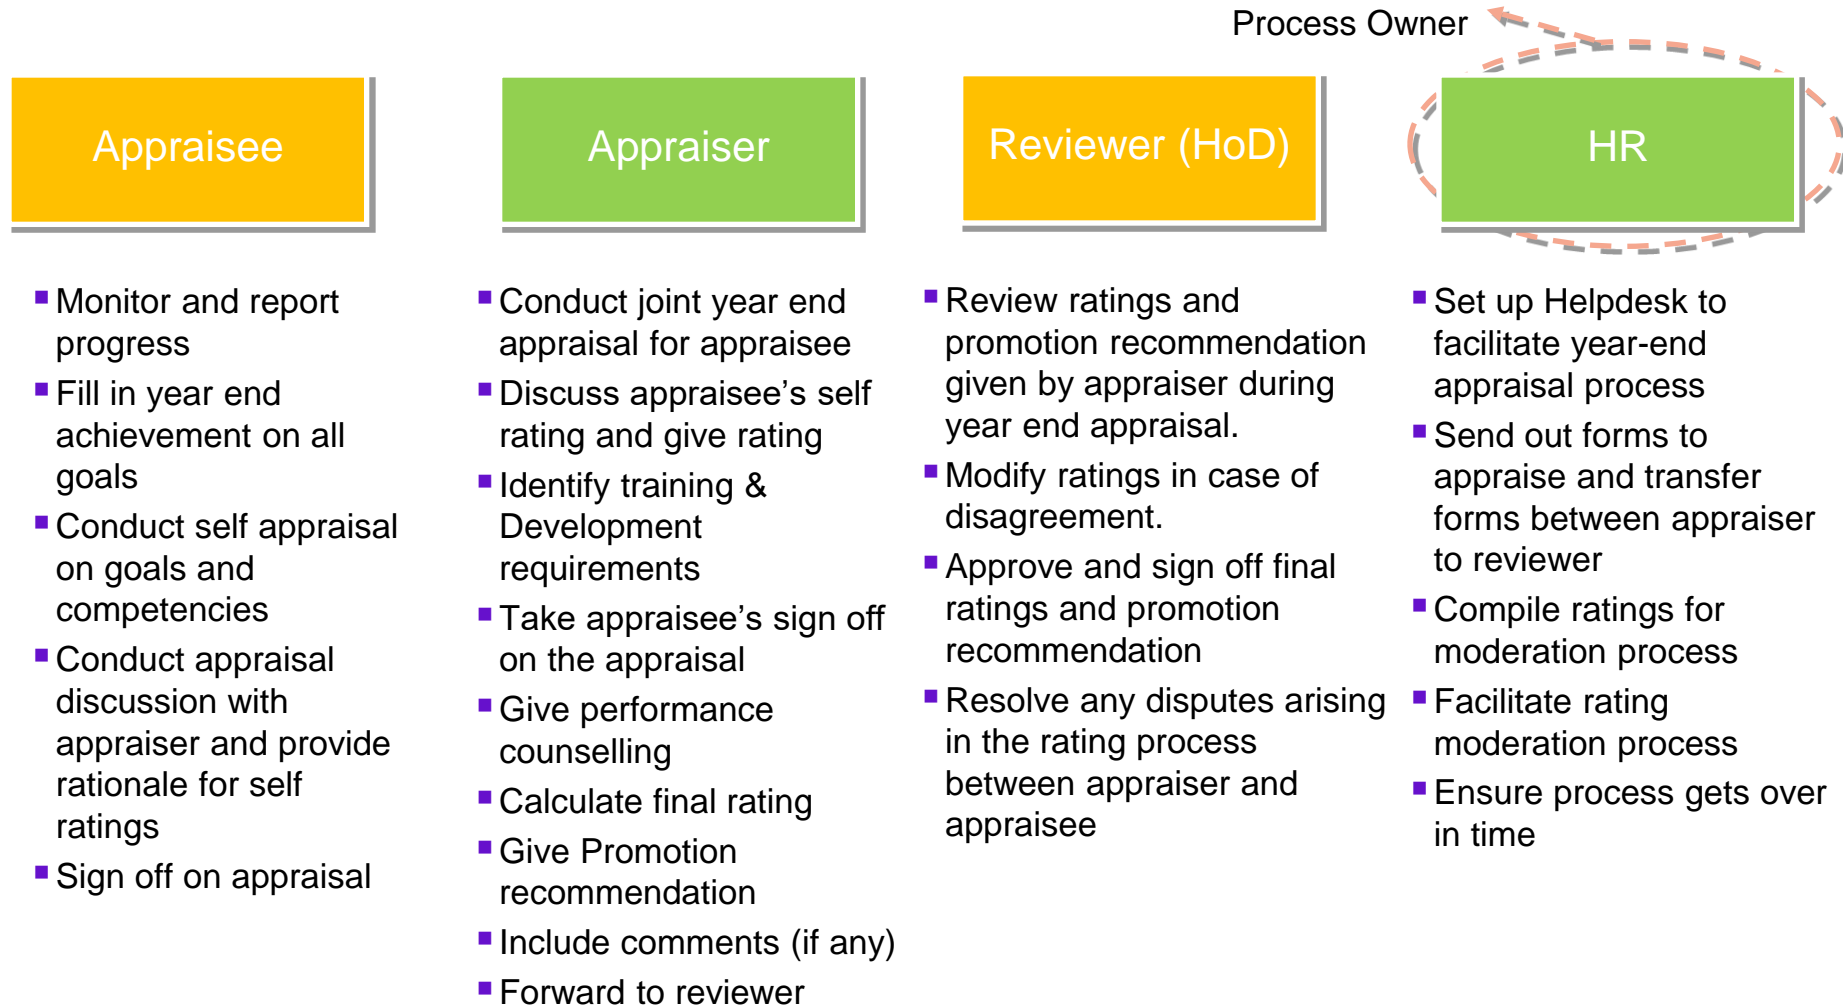 Process Owner
Appraisee
Appraiser
Reviewer (HoD)
HR
▪ Monitor and report
progress
▪ Fill in year end
achievement on all
goals
▪ Conduct self appraisal
on goals and
competencies
▪ Conduct appraisal
discussion with
appraiser and provide
rationale for self
ratings
▪ Sign off on appraisal
▪ Conduct joint year end
appraisal for appraisee
▪ Discuss appraisee’s self
rating and give rating
▪ Identify training &
Development
requirements
▪ Take appraisee’s sign off
on the appraisal
▪ Give performance
counselling
▪ Calculate final rating
▪ Give Promotion
recommendation
▪ Include comments (if any)
▪ Forward to reviewer
▪ Review ratings and
promotion recommendation
given by appraiser during
year end appraisal.
▪ Modify ratings in case of
disagreement.
▪ Approve and sign off final
ratings and promotion
recommendation
▪ Resolve any disputes arising
in the rating process
between appraiser and
appraisee
▪ Set up Helpdesk to
facilitate year-end
appraisal process
▪ Send out forms to
appraise and transfer
forms between appraiser
to reviewer
▪ Compile ratings for
moderation process
▪ Facilitate rating
moderation process
▪ Ensure process gets over
in time